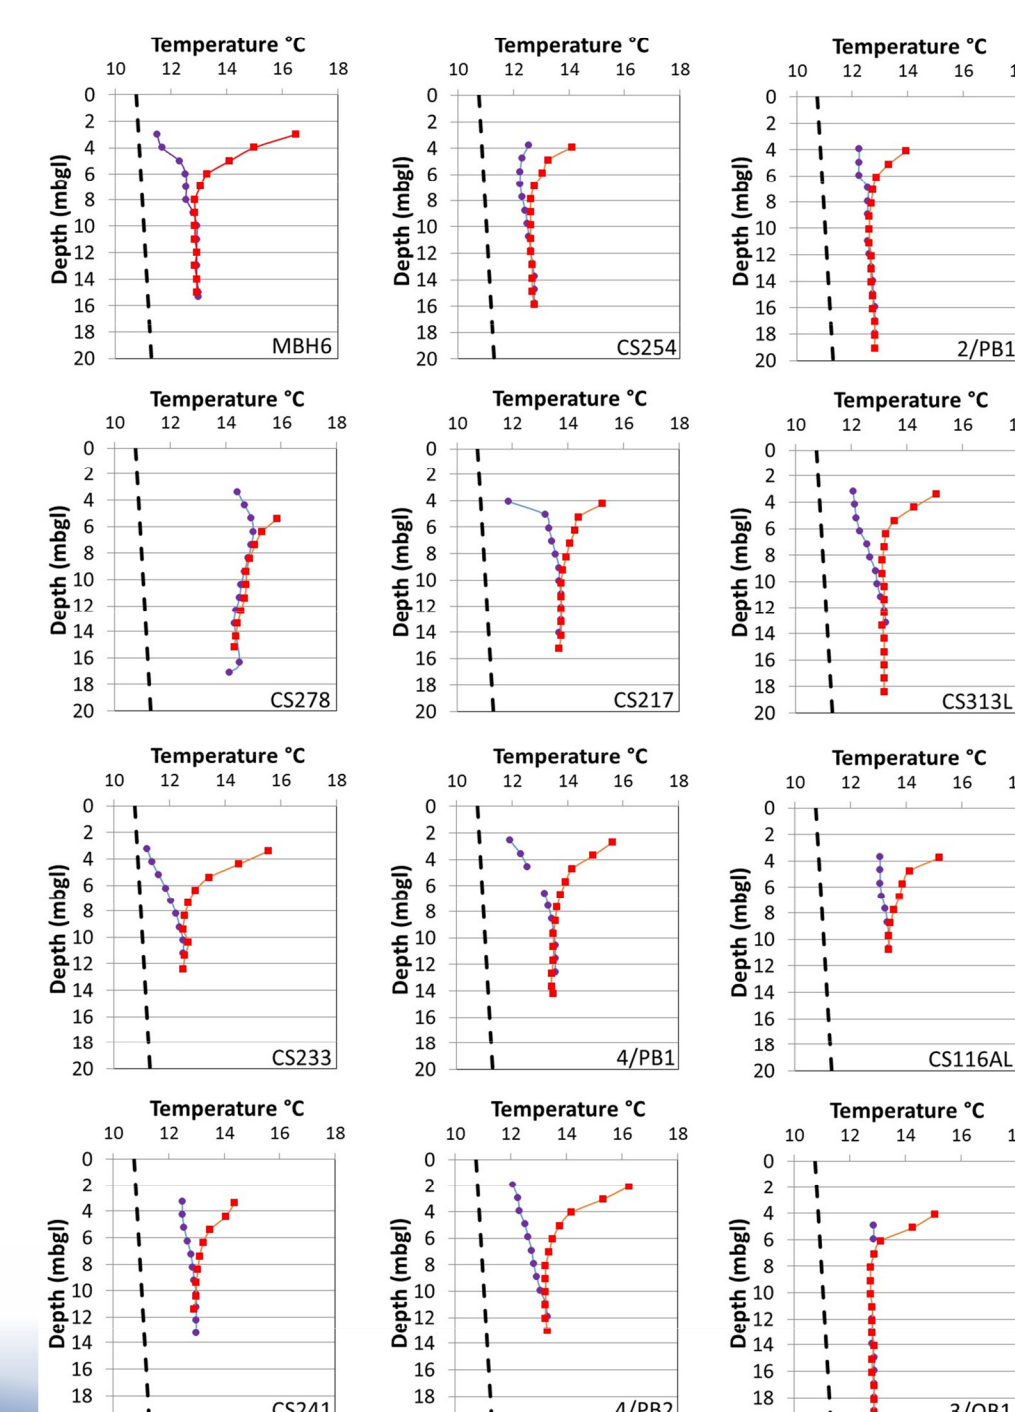 Temperature °C Temperature °C Temperature °C
10 12 14 16 18 10 12 14 16 18 10 12 14 16
0 2 4 6 8 10 12 14 16 18 20
Depth (mbgl)
MBH6
0 2 4 6 8 10 12 14 16 18 20
Depth (mbgl)
CS254
0 2 4 6 8 10 12 14 16 18 20
Depth (mbgl)
2/PB1
Temperature °C Temperature °C Temperature °C
10 12 14 16 18 10 12 14 16 18 10 12 14 16
0 2 4 6 8 10 12 14 16 18 20
Depth (mbgl)
CS278
0 2 4 6 8 10 12 14 16 18 20
Depth (mbgl)
CS217
0 2 4 6 8 10 12 14 16 18 20
Depth (mbgl)
CS313L
Temperature °C Temperature °C Temperature °C
10 12 14 16 18 10 12 14 16 18 10 12 14 16
0 2 4 6 8 10 12 14 16 18 20
Depth (mbgl)
CS233
0 2 4 6 8 10 12 14 16 18 20
Depth (mbgl)
4/PB1
0 2 4 6 8 10 12 14 16 18 20
Depth (mbgl)
CS116AL
Temperature °C Temperature °C Temperature °C
10 12 14 16 18 10 12 14 16 18 10 12 14 16
0 2 4 6 8 10 12 14 16 18
Depth (mbgl)
CS241
0 2 4 6 8 10 12 14 16 18
Depth (mbgl)
4/PB2
0 2 4 6 8 10 12 14 16 18
Depth (mbgl)